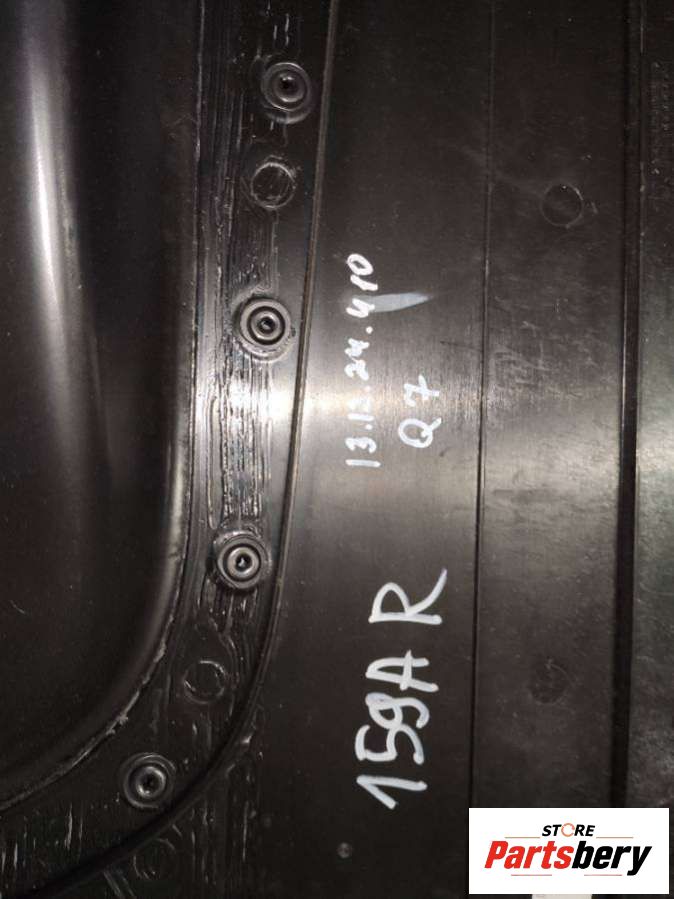 13.12.24.410
Q7
159A R
STORE
Partsbery